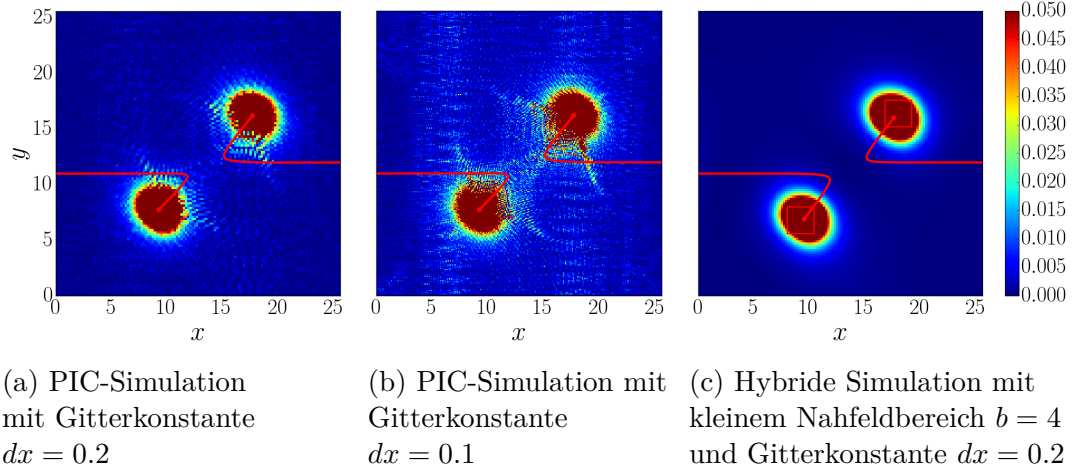 25
20
15
10
5
0
y
0 5 10 15 20 25
x
0 5 10 15 20 25
x
0 5 10 15 20 25
x
0.050
0.045
0.040
0.035
0.030
0.025
0.020
0.015
0.010
0.005
0.000
(a) PIC-Simulation
mit Gitterkonstante
dx = 0.2
(b) PIC-Simulation mit
Gitterkonstante
dx = 0.1
(c) Hybride Simulation mit
kleinem Nahfeldbereich b = 4
und Gitterkonstante dx = 0.2